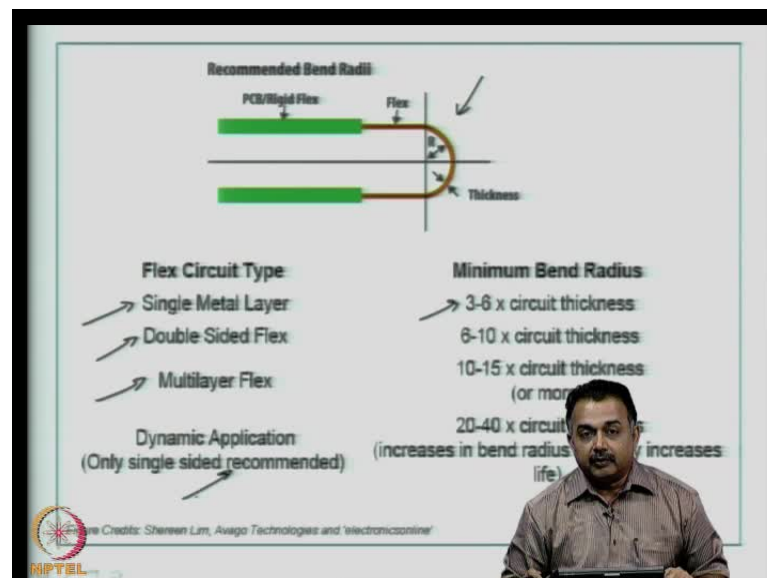 Recommended Bend Radii
PCB/Rigid Flex
Flex
R
Thickness
Flex Circuit Type
Minimum Bend Radius
Single Metal Layer
3-6 x circuit thickness
Double Sided Flex
6-10 x circuit thickness
Multilayer Flex
10-15 x circuit thickness
(or more
Dynamic Application
20-40 x circuit
(Only single sided recommended)
(increases in bend radius increases
life)
Credits: Shereen Lim, Avago Technologies and 'electronicsonline'
NPTEL